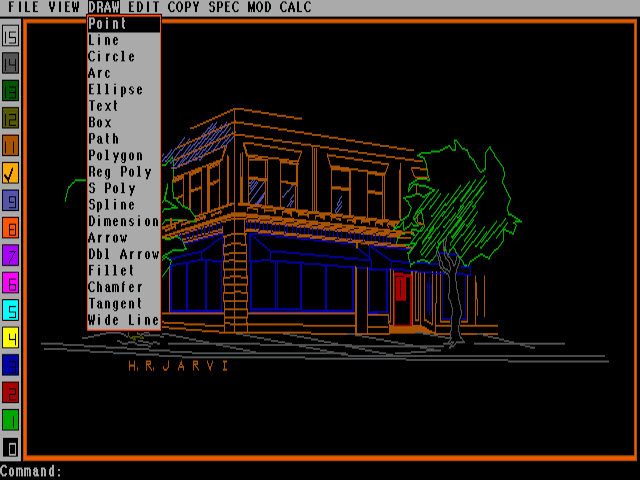 FILE VIEW DRAW EDIT COPY SPEC MOD CALC
Point
Line
Circle
Arc
Ellipse
Text
Box
Path
Polygon
Reg Poly
S Poly
Spline
Dimension
Arrow
Dbl Arrow
Fillet
Chamfer
Tangent
Wide Line
15
14
13
12
11
9
8
7
6
5
4
3
2
1
0
H.R. JARVI
Command: